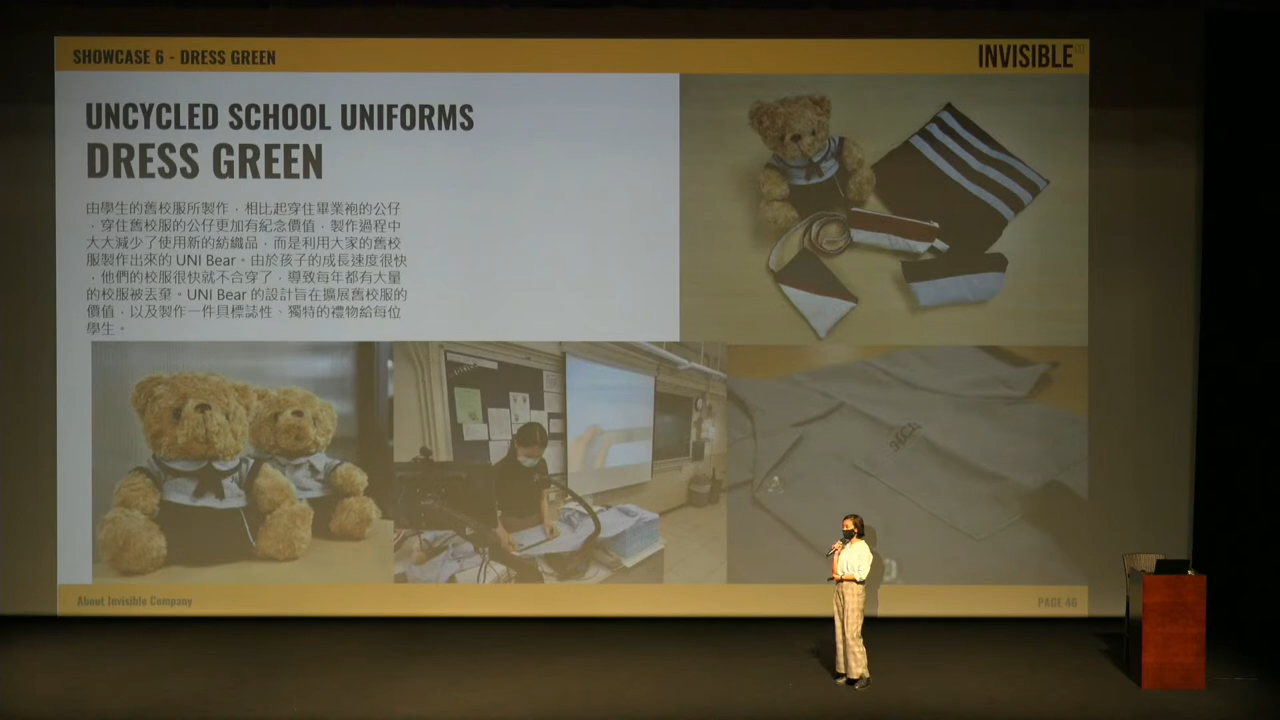 SHOWCASE 6 - DRESS GREEN
INVISIBLE
UNCYCLED SCHOOL UNIFORMS
DRESS GREEN
由學生的舊校服所製作，相比起穿住畢業袍的公仔
，穿住舊校服的公仔更加有紀念價值，製作過程中
大大減少了使用新的紡織品，而是利用大家的舊校
服製作出來的 UNI Bear。由於孩子的成長速度很快
，他們的校服很快就不合穿了，導致每年都有大量
的校服被丟棄。UNI Bear 的設計旨在擴展舊校服的
價值，以及製作一件具標誌性、獨特的禮物給每位
學生。
About Invisible Company
PAGE 46